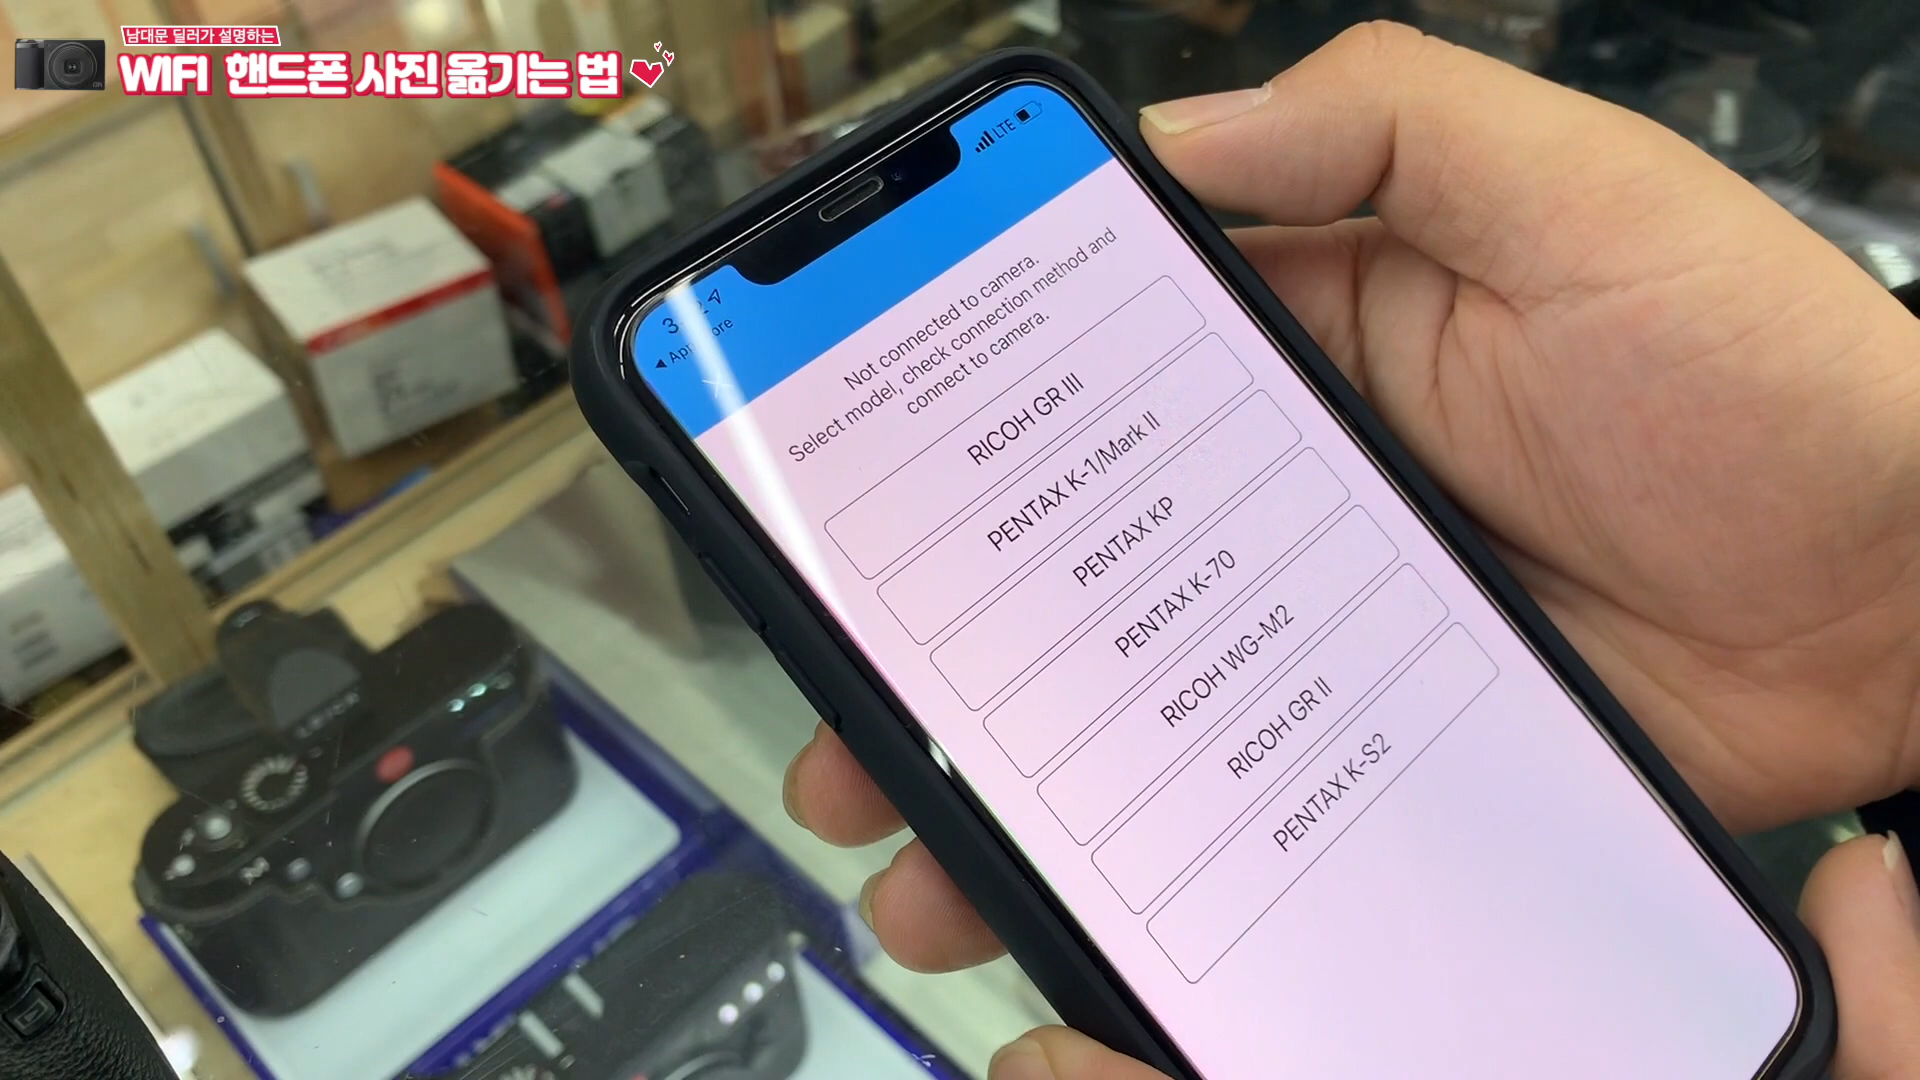 남대문 딜러가 설명하는
WIFI 핸드폰 사진 옮기는 법
LTE
Not connected to camera.
Select model, check connection method and
connect to camera.
RICOH GR III
PENTAX K-1/Mark II
PENTAX KP
PENTAX K-70
RICOH WG-M2
RICOH GR II
PENTAX K-S2